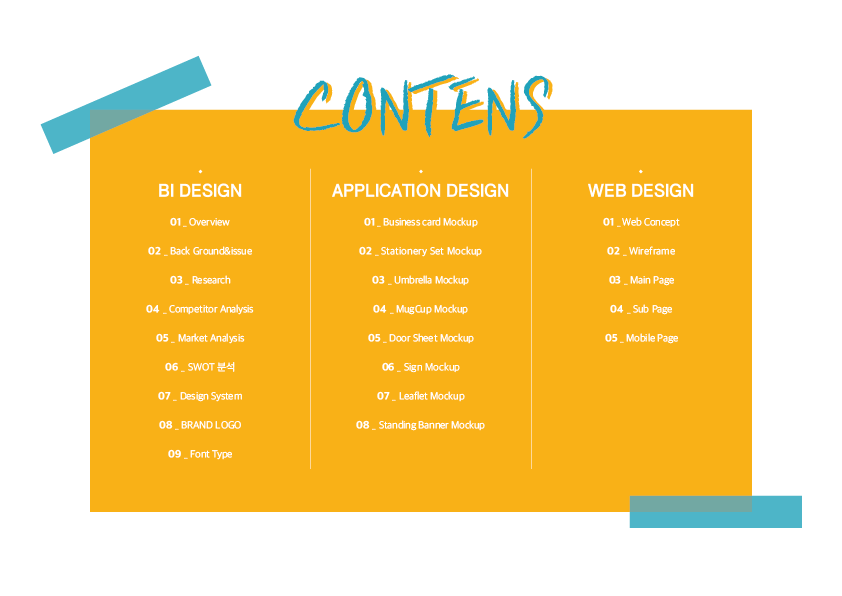 CONTENS
BI DESIGN
01 _ Overview
02 _ Back Ground&issue
03 _ Research
04 _ Competitor Analysis
05 _ Market Analysis
06 _ SWOT 분석
07 _ Design System
08 _ BRAND LOGO
09 _ Font Type
APPLICATION DESIGN
01 _ Business card Mockup
02 _ Stationery Set Mockup
03 _ Umbrella Mockup
04 _ MugCup Mockup
05 _ Door Sheet Mockup
06 _ Sign Mockup
07 _ Leaflet Mockup
08 _ Standing Banner Mockup
WEB DESIGN
01 _ Web Concept
02 _ Wireframe
03 _ Main Page
04 _ Sub Page
05 _ Mobile Page